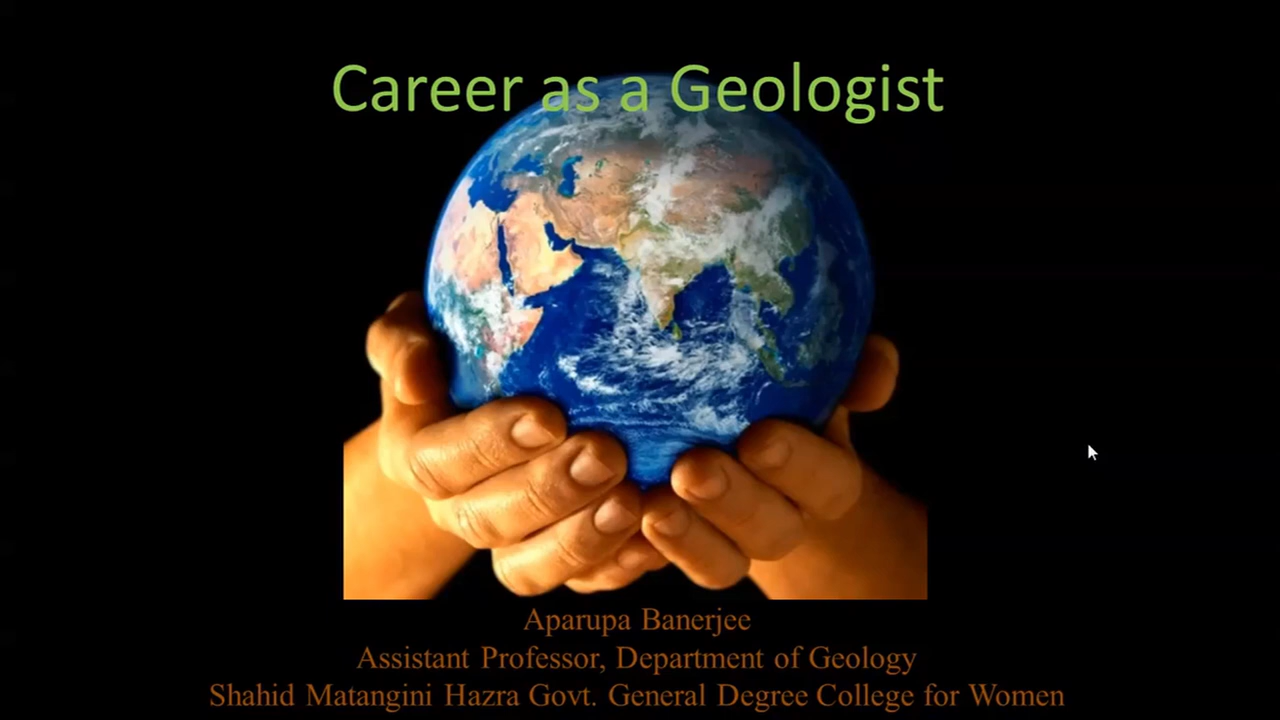 Career as a Geologist
Aparupa Banerjee
Assistant Professor, Department of Geology
Shahid Matangini Hazra Govt. General Degree College for Women